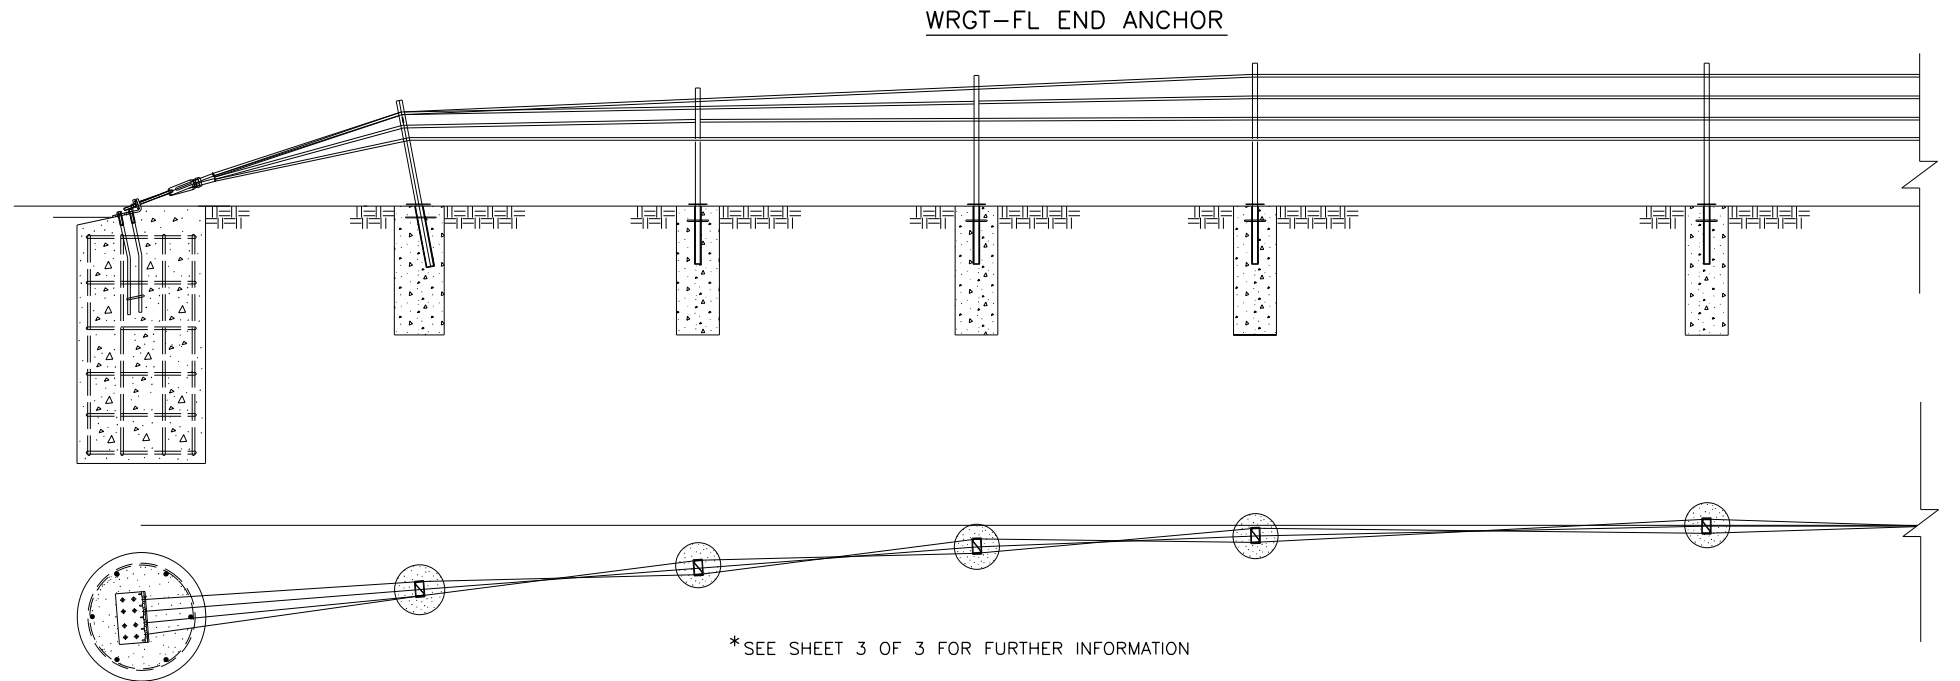 WRGT-FL END ANCHOR
*SEE SHEET 3 OF 3 FOR FURTHER INFORMATION